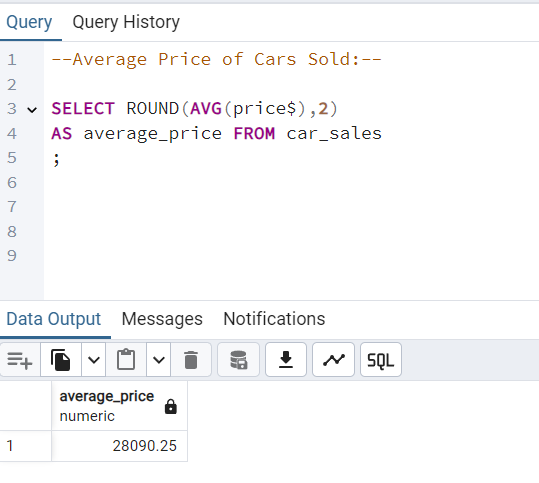 Query Query History
1 --Average Price of Cars Sold:--
2
3 SELECT ROUND(AVG(price$),2)
4 AS average_price FROM car_sales
5 ;
6
7
8
9
Data Output Messages Notifications
SQL
average_price
numeric
1 28090.25